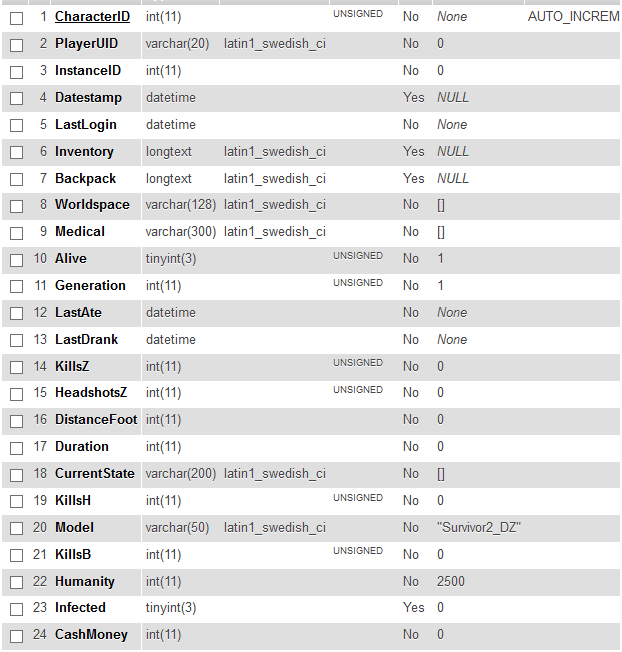 1 CharacterID int(11) UNSIGNED No None AUTO_INCREM
2 PlayerUID varchar(20) latin1_swedish_ci No 0
3 InstanceID int(11) No 0
4 Datestamp datetime Yes NULL
5 LastLogin datetime No None
6 Inventory longtext latin1_swedish_ci Yes NULL
7 Backpack longtext latin1_swedish_ci Yes NULL
8 Worldspace varchar(128) latin1_swedish_ci No []
9 Medical varchar(300) latin1_swedish_ci No []
10 Alive tinyint(3) UNSIGNED No 1
11 Generation int(11) UNSIGNED No 1
12 LastAte datetime No None
13 LastDrank datetime No None
14 KillsZ int(11) UNSIGNED No 0
15 HeadshotsZ int(11) UNSIGNED No 0
16 DistanceFoot int(11) No 0
17 Duration int(11) No 0
18 CurrentState varchar(200) latin1_swedish_ci No []
19 KillsH int(11) UNSIGNED No 0
20 Model varchar(50) latin1_swedish_ci No "Survivor2_DZ"
21 KillsB int(11) UNSIGNED No 0
22 Humanity int(11) No 2500
23 Infected tinyint(3) Yes 0
24 CashMoney int(11) No 0